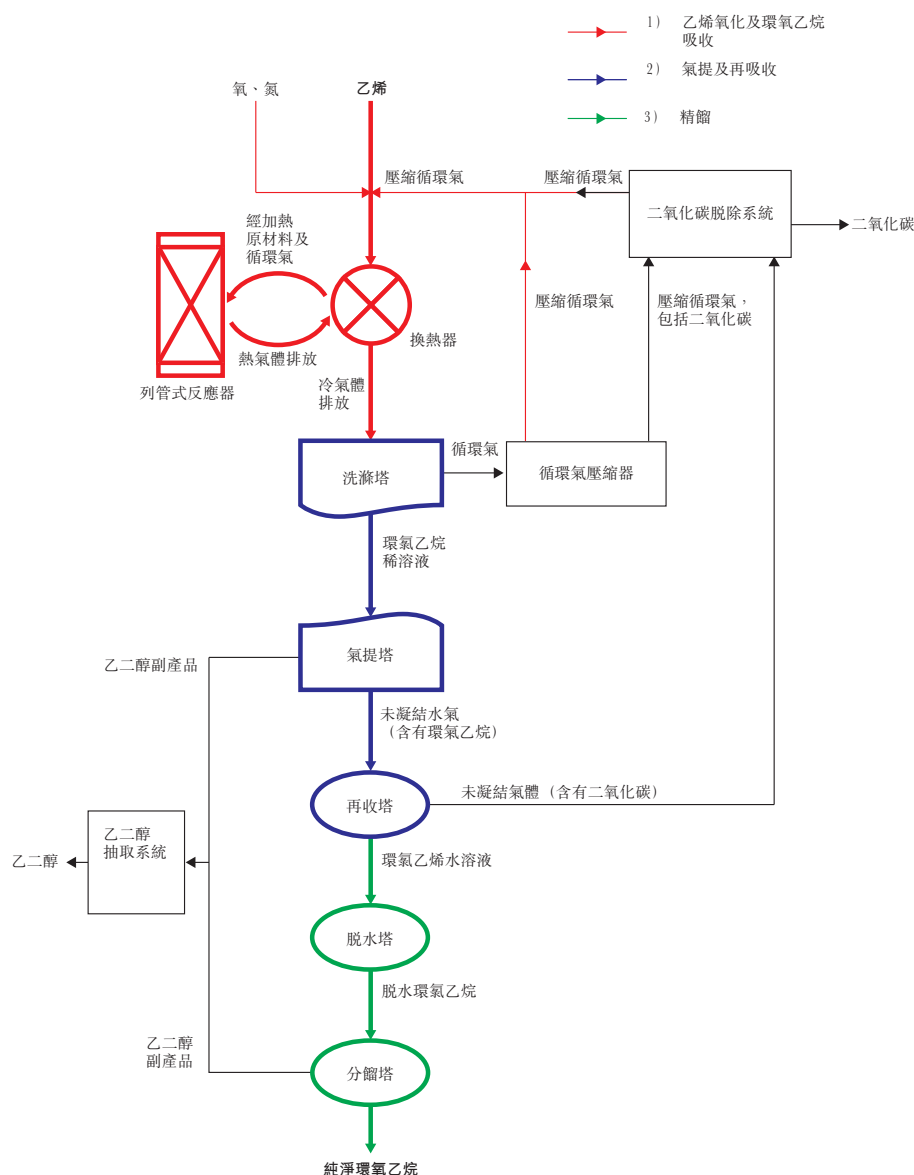 1) 乙烯氧化及環氧乙烷
吸收
2) 氣提及再吸收
3) 精餾
氧、氮
乙烯
壓縮循環氣
壓縮循環氣
二氧化碳脱除系統
二氧化碳
經加熱
原材料及
循環氣
熱氣體排放
列管式反應器
換熱器
壓縮循環氣
壓縮循環氣，
包括二氧化碳
冷氣體
排放
洗滌塔
循環氣
循環氣壓縮器
環氯乙烷
稀溶液
氣提塔
乙二醇副產品
未凝結水氣
（含有環氧乙烷）
再收塔
未凝結氣體（含有二氧化碳）
乙二醇
抽取系統
乙二醇
環氯乙烯水溶液
脱水塔
脱水環氯乙烷
乙二醇
副產品
分餾塔
純淨環氧乙烷